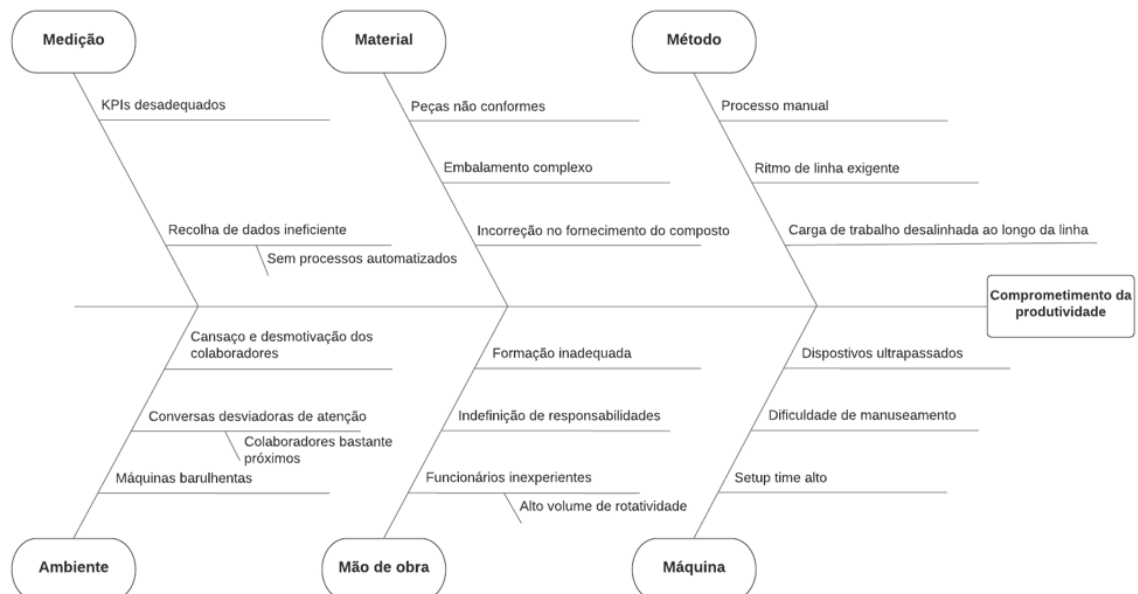 Medição
Material
Método
KPIs desadequados
Peças não conformes
Processo manual
Embalamento complexo
Ritmo de linha exigente
Recolha de dados ineficiente
Incorreção no fornecimento do composto
Carga de trabalho desalinhada ao longo da linha
Sem processos automatizados
Comprometimento da
produtividade
Cansaço e desmotivação dos
colaboradores
Formação inadequada
Dispostivos ultrapassados
Conversas desviadoras de atenção
Indefinição de responsabilidades
Dificuldade de manuseamento
Colaboradores bastante
próximos
Máquinas barulhentas
Funcionários inexperientes
Setup time alto
Alto volume de rotatividade
Ambiente
Mão de obra
Máquina